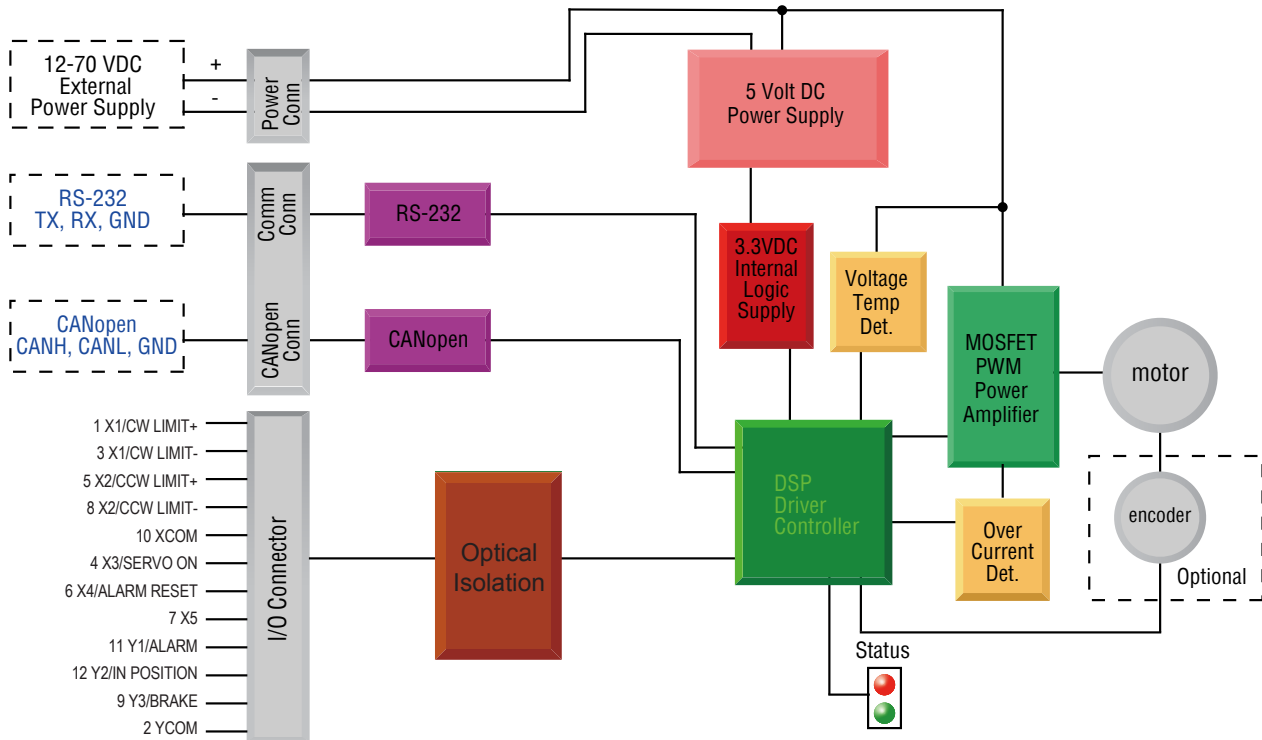 12-70 VDC
External
Power Supply
+
-
Power
Conn
5 Volt DC
Power Supply
RS-232
TX, RX, GND
Comm
Conn
RS-232
3.3VDC
Internal
Logic
Supply
Voltage
Temp
Det.
CANopen
CANH, CANL, GND
CANopen
Conn
CANopen
MOSFET
PWM
Power
Amplifier
motor
1 X1/CW LIMIT+
3 X1/CW LIMIT-
5 X2/CCW LIMIT+
8 X2/CCW LIMIT-
10 XCOM
4 X3/SERVO ON
6 X4/ALARM RESET
7 X5
11 Y1/ALARM
12 Y2/IN POSITION
9 Y3/BRAKE
2 YCOM
I/O Connector
Optical
Isolation
DSP
Driver
Controller
Over
Current
Det.
encoder
Optional
Status